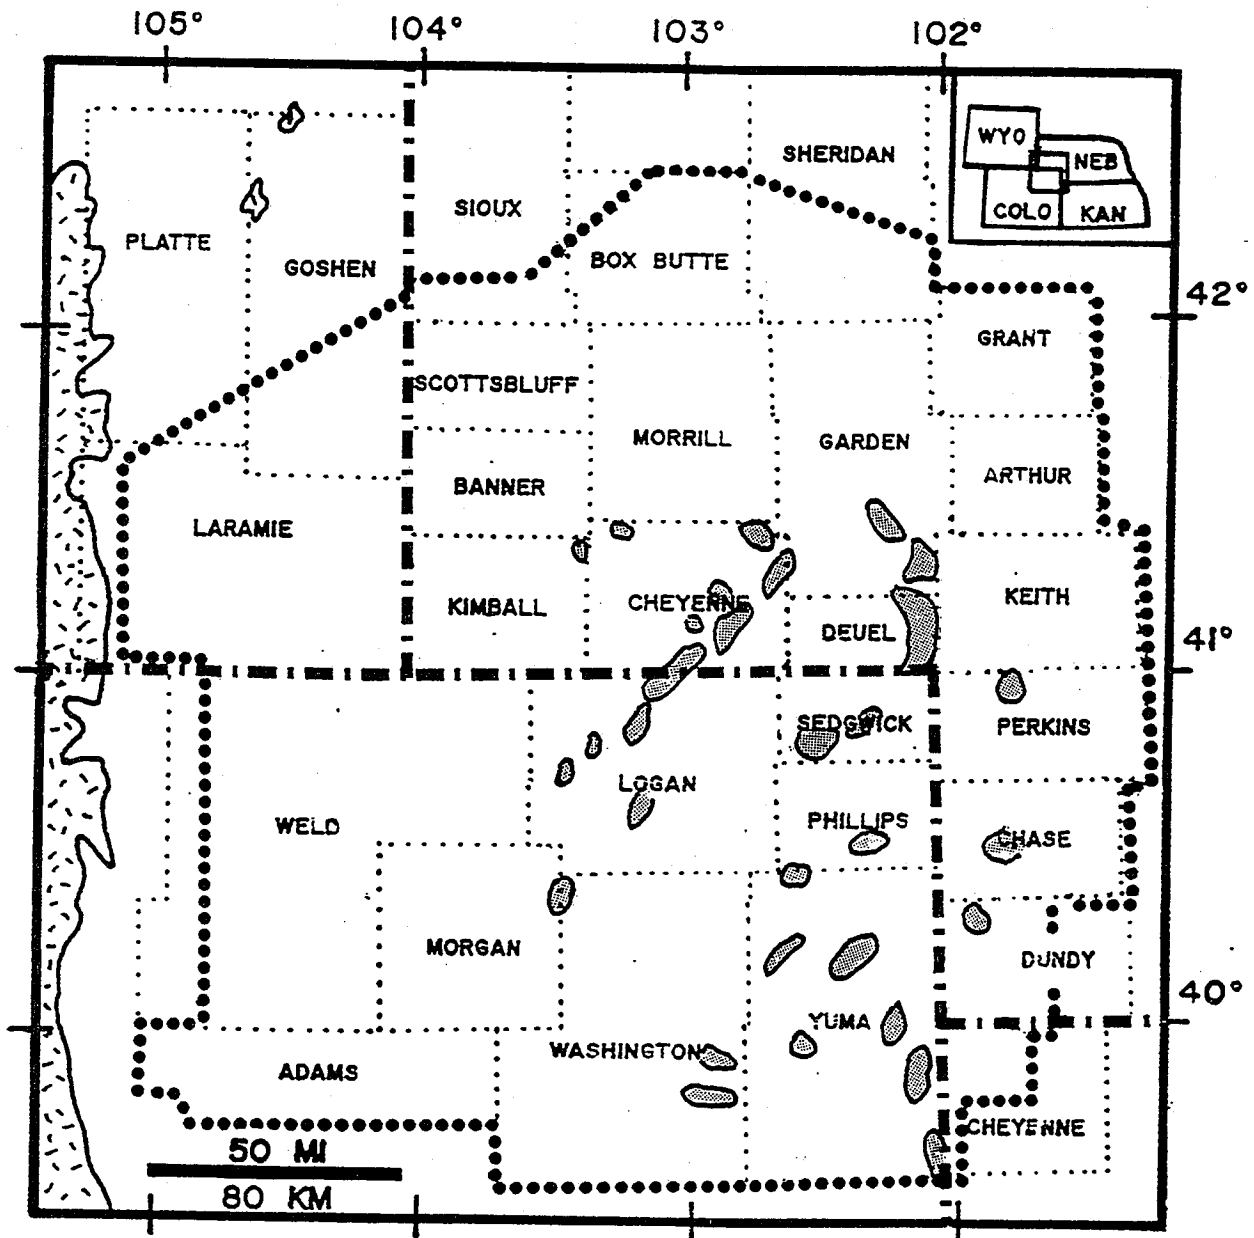 105° 104° 103° 102°
WYO
NEB
COLO KAN
SHERIDAN
SIOUX
PLATTE
GOSHEN
BOX BUTTE
42°
GRANT
SCOTTSBLUFF
MORRILL
GARDEN
ARTHUR
BANNER
LARAMIE
KIMBALL
CHEYENNE
KEITH
DEUEL
41°
SEDGWICK
PERKINS
LOGAN
WELD
PHILLIPS
CHASE
MORGAN
DUNDY
40°
YUMA
WASHINGTON
ADAMS
CHEYENNE
50 MI
80 KM